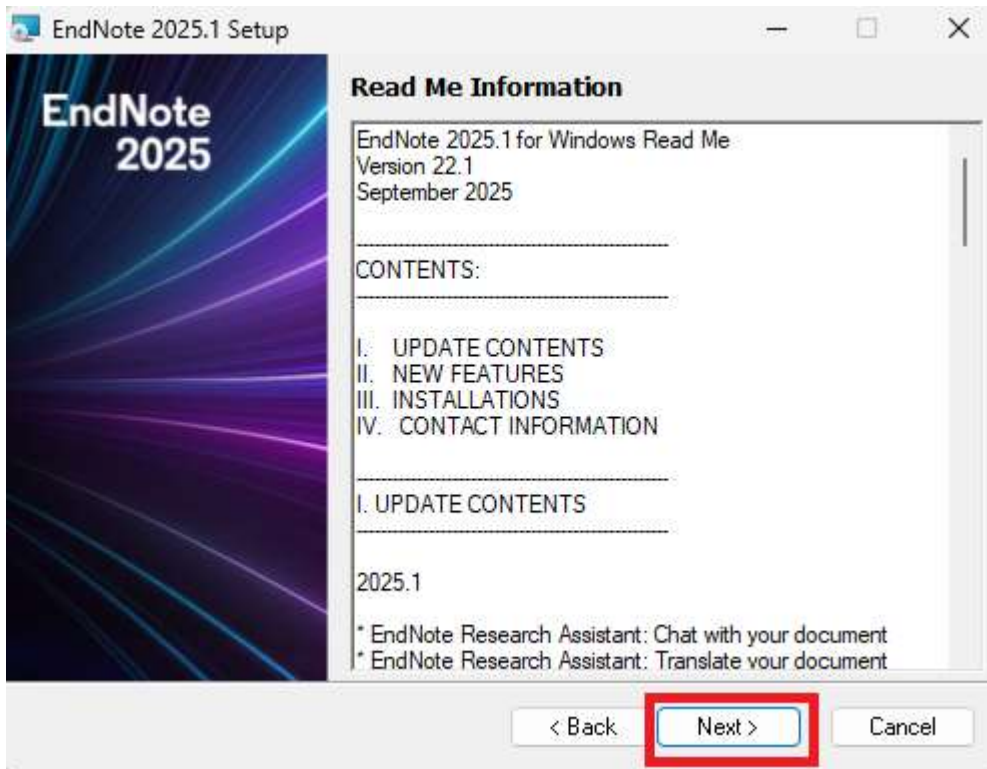 EndNote 2025.1 Setup
EndNote
2025
Read Me Information
EndNote 2025.1 for Windows Read Me
Version 22.1
September 2025
------------------------------------------------------------
CONTENTS:
------------------------------------------------------------
I. UPDATE CONTENTS
II. NEW FEATURES
III. INSTALLATIONS
IV. CONTACT INFORMATION
------------------------------------------------------------
I. UPDATE CONTENTS
------------------------------------------------------------
2025.1
* EndNote Research Assistant: Chat with your document
* EndNote Research Assistant: Translate your document
< Back
Next >
Cancel